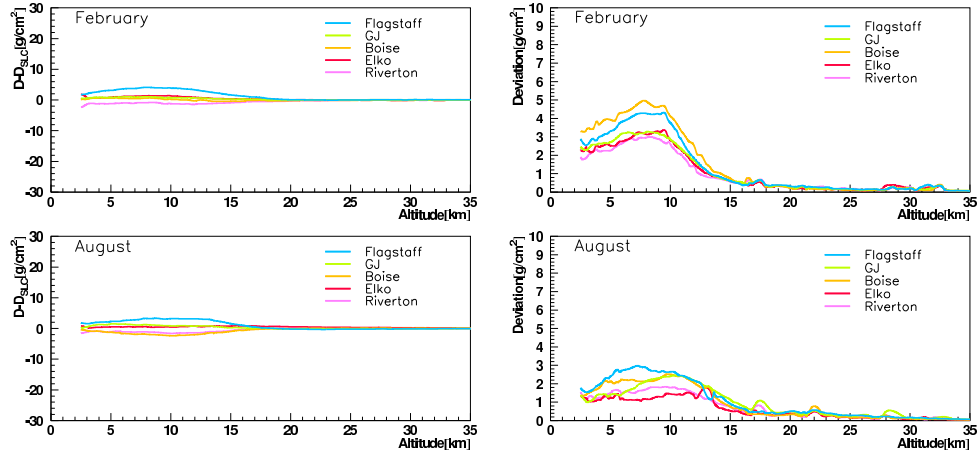 February
Flagstaff
GJ
Boise
Elko
Riverton
D-D_SLC[g/cm²]
30
20
10
0
-10
-20
-30
0 5 10 15 20 25 30 35
Altitude[km]
February
Flagstaff
GJ
Boise
Elko
Riverton
Deviation[g/cm²]
10
9
8
7
6
5
4
3
2
1
0
0 5 10 15 20 25 30 35
Altitude[km]
August
Flagstaff
GJ
Boise
Elko
Riverton
D-D_SLC[g/cm²]
30
20
10
0
-10
-20
-30
0 5 10 15 20 25 30 35
Altitude[km]
August
Flagstaff
GJ
Boise
Elko
Riverton
Deviation[g/cm²]
10
9
8
7
6
5
4
3
2
1
0
0 5 10 15 20 25 30 35
Altitude[km]